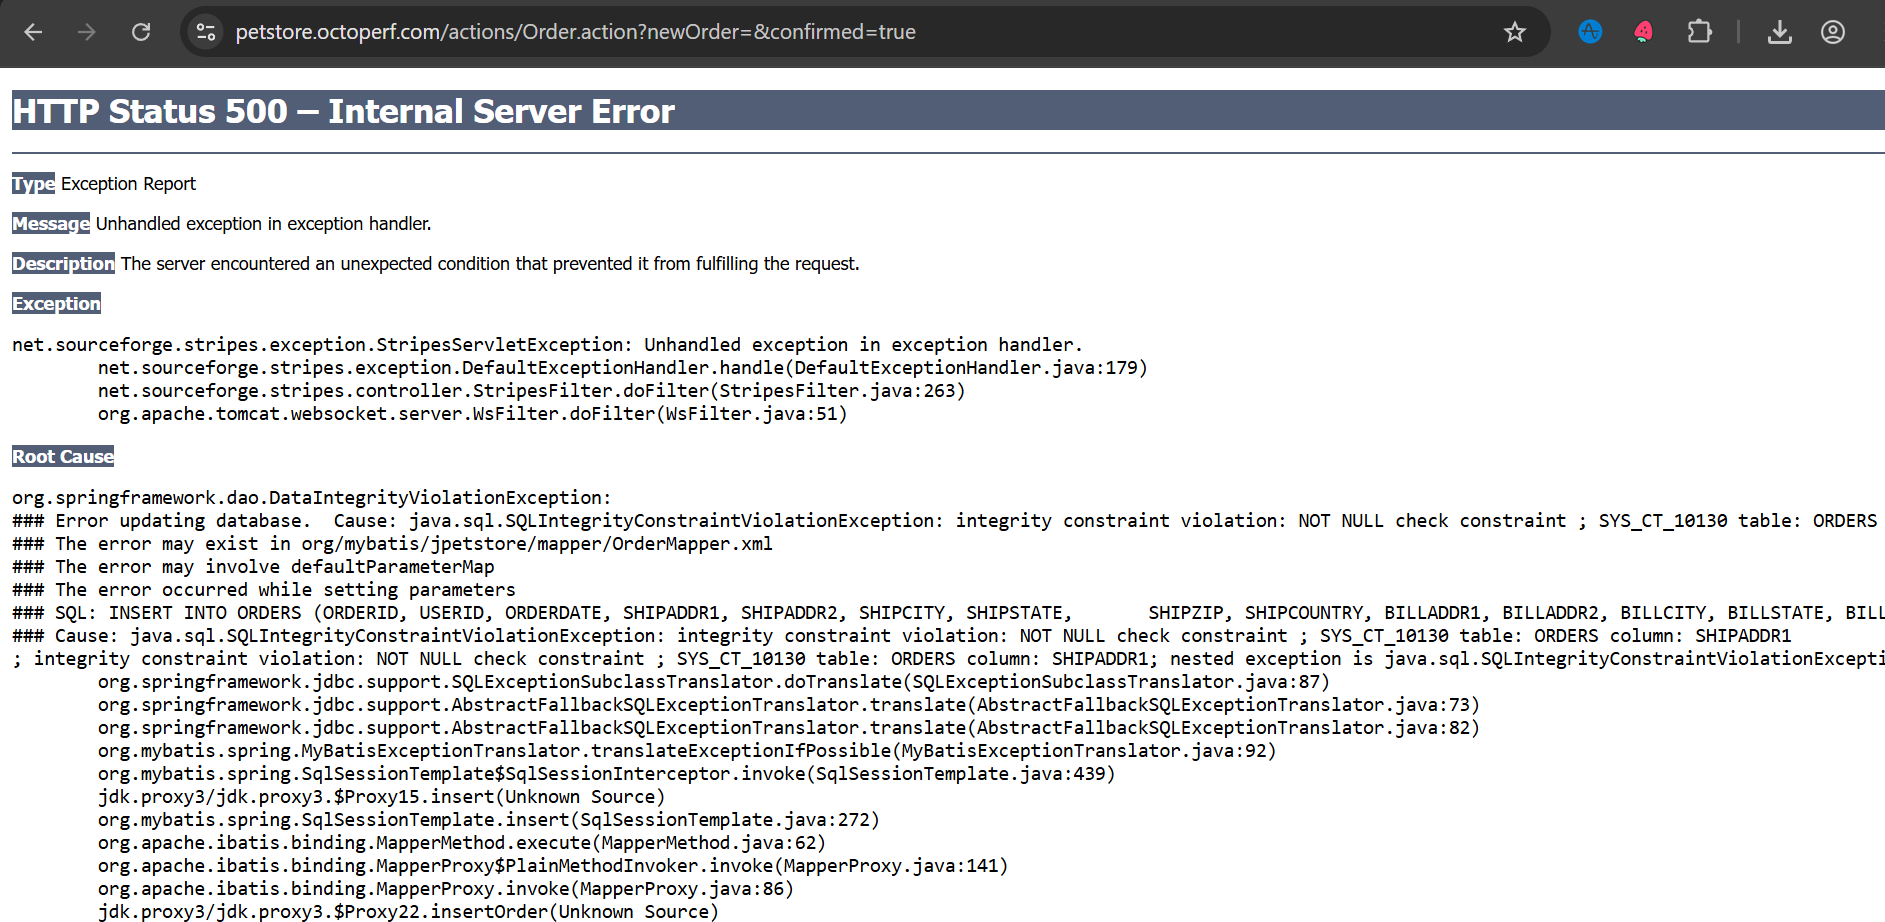 petstore.octoperf.com/actions/Order.action?newOrder=&confirmed=true
HTTP Status 500 – Internal Server Error
Type Exception Report
Message Unhandled exception in exception handler.
Description The server encountered an unexpected condition that prevented it from fulfilling the request.
Exception
net.sourceforge.stripes.exception.StripesServletException: Unhandled exception in exception handler.
net.sourceforge.stripes.exception.DefaultExceptionHandler.handle(DefaultExceptionHandler.java:179)
net.sourceforge.stripes.controller.StripesFilter.doFilter(StripesFilter.java:263)
org.apache.tomcat.websocket.server.WsFilter.doFilter(WsFilter.java:51)
Root Cause
org.springframework.dao.DataIntegrityViolationException:
### Error updating database.  Cause: java.sql.SQLIntegrityConstraintViolationException: integrity constraint violation: NOT NULL check constraint ; SYS_CT_10130 table: ORDERS
### The error may exist in org/mybatis/jpetstore/mapper/OrderMapper.xml
### The error may involve defaultParameterMap
### The error occurred while setting parameters
### SQL: INSERT INTO ORDERS (ORDERID, USERID, ORDERDATE, SHIPADDR1, SHIPADDR2, SHIPCITY, SHIPSTATE,       SHIPZIP, SHIPCOUNTRY, BILLADDR1, BILLADDR2, BILLCITY, BILLSTATE, BILL
### Cause: java.sql.SQLIntegrityConstraintViolationException: integrity constraint violation: NOT NULL check constraint ; SYS_CT_10130 table: ORDERS column: SHIPADDR1
; integrity constraint violation: NOT NULL check constraint ; SYS_CT_10130 table: ORDERS column: SHIPADDR1; nested exception is java.sql.SQLIntegrityConstraintViolationExcepti
org.springframework.jdbc.support.SQLExceptionSubclassTranslator.doTranslate(SQLExceptionSubclassTranslator.java:87)
org.springframework.jdbc.support.AbstractFallbackSQLExceptionTranslator.translate(AbstractFallbackSQLExceptionTranslator.java:73)
org.springframework.jdbc.support.AbstractFallbackSQLExceptionTranslator.translate(AbstractFallbackSQLExceptionTranslator.java:82)
org.mybatis.spring.MyBatisExceptionTranslator.translateExceptionIfPossible(MyBatisExceptionTranslator.java:92)
org.mybatis.spring.SqlSessionTemplate$SqlSessionInterceptor.invoke(SqlSessionTemplate.java:439)
jdk.proxy3/jdk.proxy3.$Proxy15.insert(Unknown Source)
org.mybatis.spring.SqlSessionTemplate.insert(SqlSessionTemplate.java:272)
org.apache.ibatis.binding.MapperMethod.execute(MapperMethod.java:62)
org.apache.ibatis.binding.MapperProxy$PlainMethodInvoker.invoke(MapperProxy.java:141)
org.apache.ibatis.binding.MapperProxy.invoke(MapperProxy.java:86)
jdk.proxy3/jdk.proxy3.$Proxy22.insertOrder(Unknown Source)